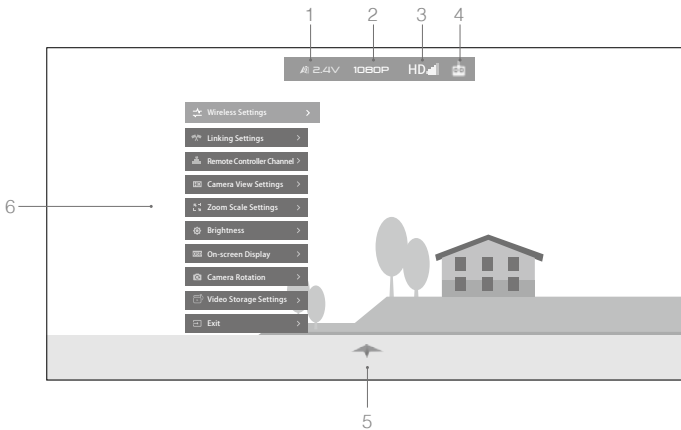 1 2 3 4
2.4V 1080P HD
Wireless Settings
Linking Settings
Remote Controller Channel
Camera View Settings
6
Zoom Scale Settings
Brightness
On-screen Display
Camera Rotation
Video Storage Settings
Exit
5